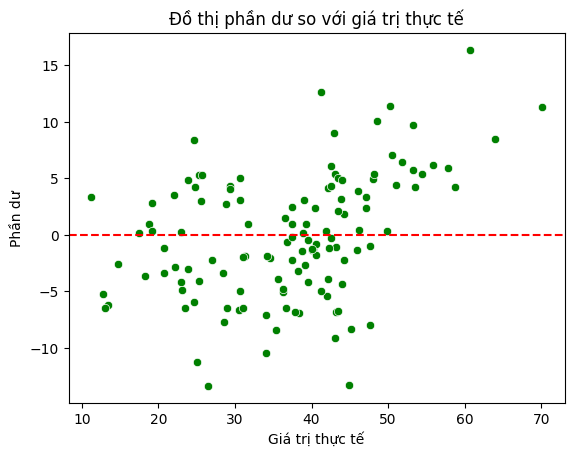 Đồ thị phần dư so với giá trị thực tế
Phần dư
15
10
5
0
−5
−10
10 20 30 40 50 60 70
Giá trị thực tế